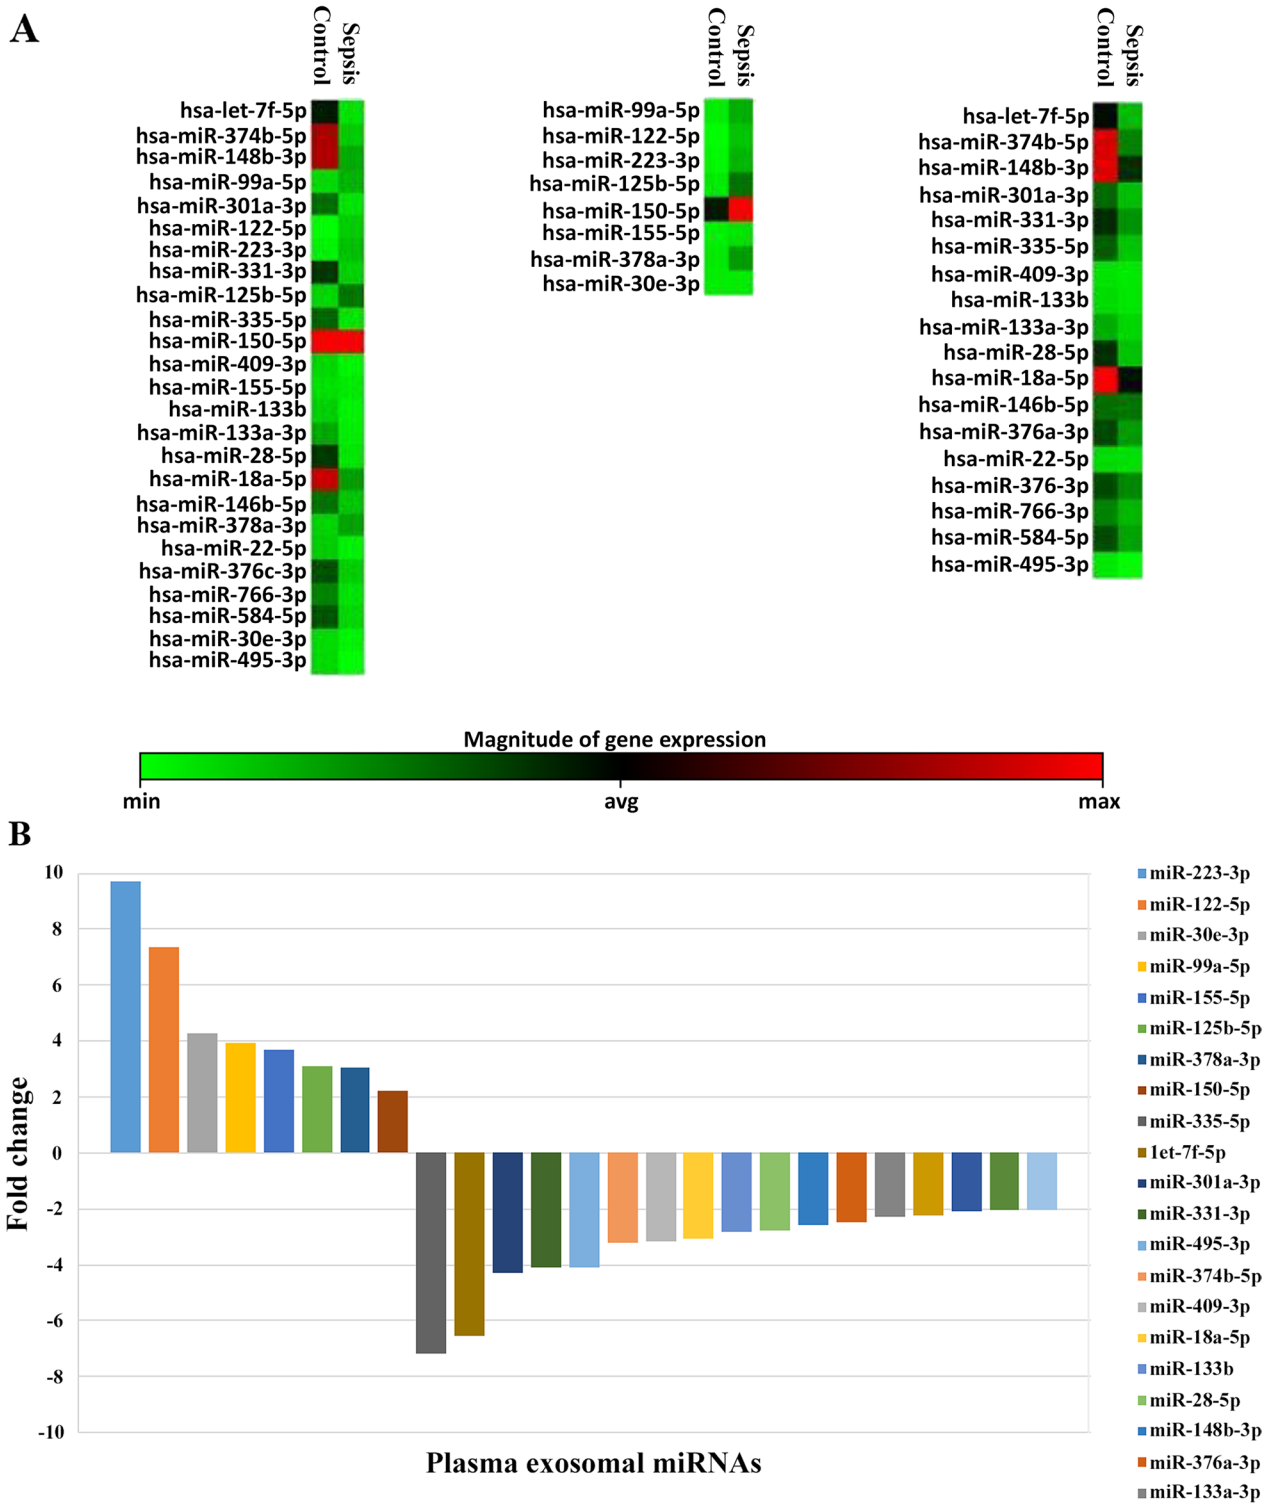 A
Control
Sepsis
hsa-let-7f-5p
hsa-miR-374b-5p
hsa-miR-148b-3p
hsa-miR-99a-5p
hsa-miR-301a-3p
hsa-miR-122-5p
hsa-miR-223-3p
hsa-miR-331-3p
hsa-miR-125b-5p
hsa-miR-335-5p
hsa-miR-150-5p
hsa-miR-409-3p
hsa-miR-155-5p
hsa-miR-133b
hsa-miR-133a-3p
hsa-miR-28-5p
hsa-miR-18a-5p
hsa-miR-146b-5p
hsa-miR-378a-3p
hsa-miR-22-5p
hsa-miR-376c-3p
hsa-miR-766-3p
hsa-miR-584-5p
hsa-miR-30e-3p
hsa-miR-495-3p
Control
Sepsis
hsa-miR-99a-5p
hsa-miR-122-5p
hsa-miR-223-3p
hsa-miR-125b-5p
hsa-miR-150-5p
hsa-miR-155-5p
hsa-miR-378a-3p
hsa-miR-30e-3p
Control
Sepsis
hsa-let-7f-5p
hsa-miR-374b-5p
hsa-miR-148b-3p
hsa-miR-301a-3p
hsa-miR-331-3p
hsa-miR-335-5p
hsa-miR-409-3p
hsa-miR-133b
hsa-miR-133a-3p
hsa-miR-28-5p
hsa-miR-18a-5p
hsa-miR-146b-5p
hsa-miR-376a-3p
hsa-miR-22-5p
hsa-miR-376-3p
hsa-miR-766-3p
hsa-miR-584-5p
hsa-miR-495-3p
Magnitude of gene expression
min
avg
max
B
Fold change
10
8
6
4
2
0
-2
-4
-6
-8
-10
Plasma exosomal miRNAs
miR-223-3p
miR-122-5p
miR-30e-3p
miR-99a-5p
miR-155-5p
miR-125b-5p
miR-378a-3p
miR-150-5p
miR-335-5p
1et-7f-5p
miR-301a-3p
miR-331-3p
miR-495-3p
miR-374b-5p
miR-409-3p
miR-18a-5p
miR-133b
miR-28-5p
miR-148b-3p
miR-376a-3p
miR-133a-3p